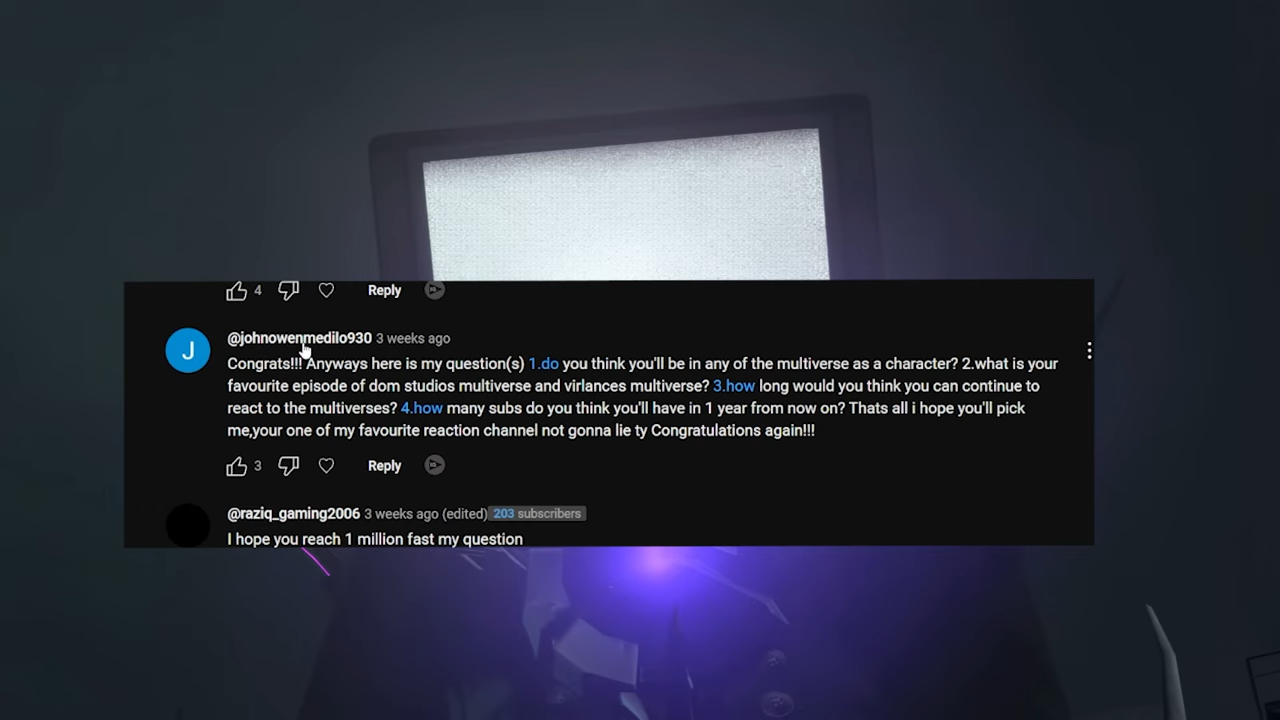 4 Reply
@johnowenmedilo930 3 weeks ago
J
Congrats!!! Anyways here is my question(s) 1.do you think you'll be in any of the multiverse as a character? 2.what is your
favourite episode of dom studios multiverse and virlances multiverse? 3.how long would you think you can continue to
react to the multiverses? 4.how many subs do you think you'll have in 1 year from now on? Thats all i hope you'll pick
me,your one of my favourite reaction channel not gonna lie ty Congratulations again!!!
3 Reply
@raziq_gaming2006 3 weeks ago (edited) 203 subscribers
I hope you reach 1 million fast my question